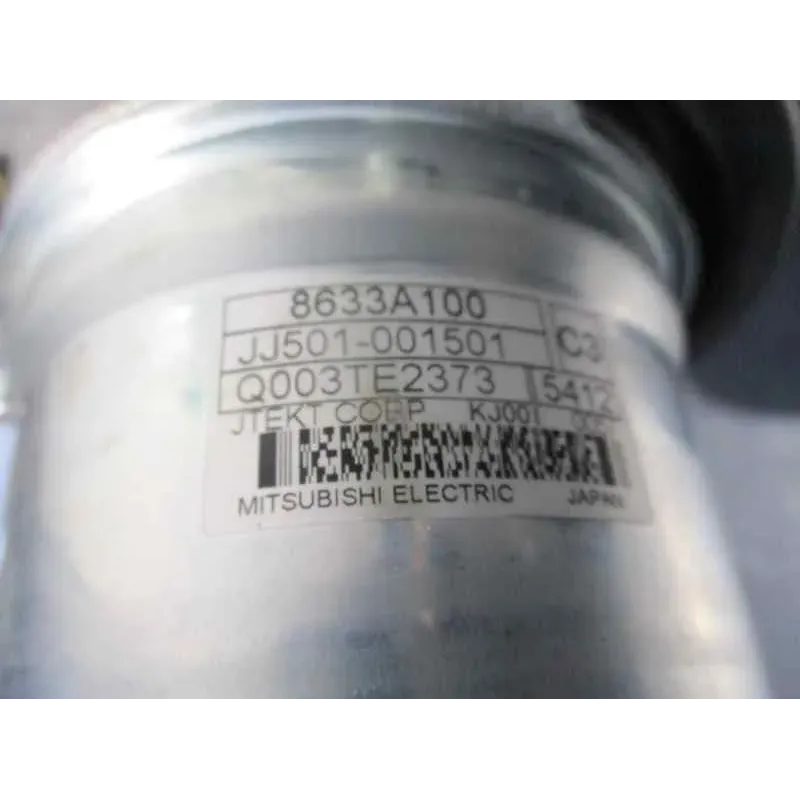 8633A100
JJ501-001501 C3
Q003TE2373 5412
JTEKT CORP KJ001
MITSUBISHI ELECTRIC JAPAN